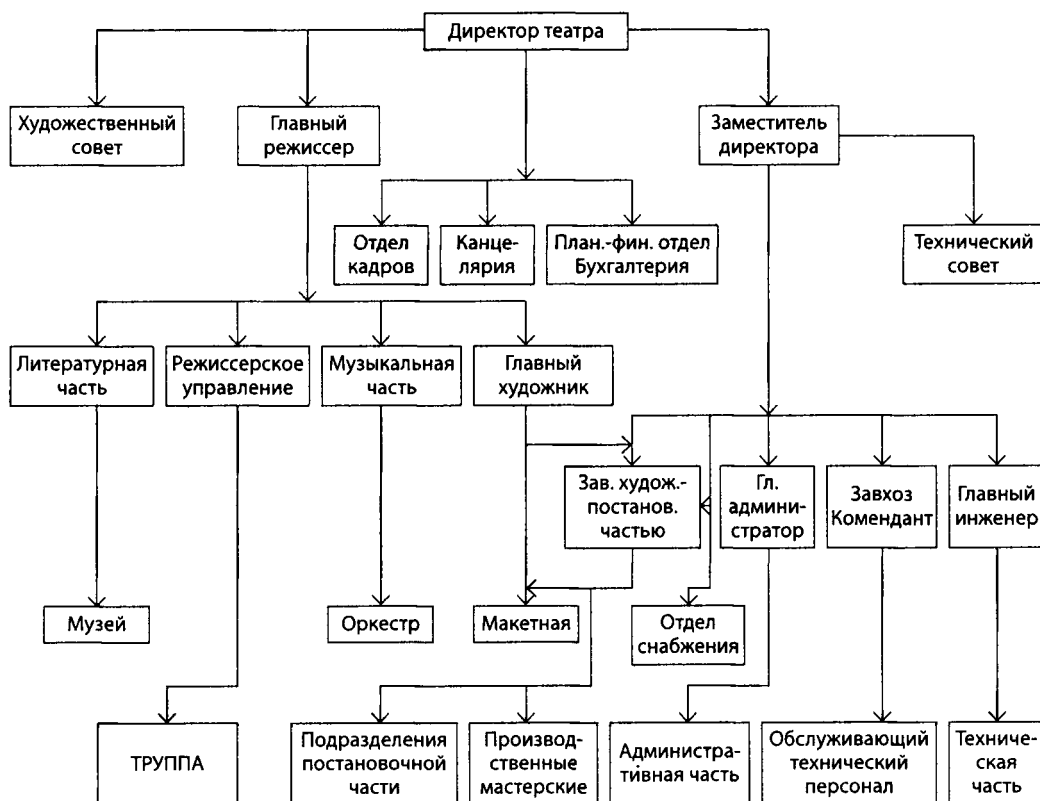 Директор театра
Художественный
совет
Главный
режиссер
Заместитель
директора
Отдел
кадров
Канце-
лярия
План.-фин. отдел
Бухгалтерия
Технический
совет
Литературная
часть
Режиссерское
управление
Музыкальная
часть
Главный
художник
Зав. худож.-
постанов.
частью
Гл.
админи-
стратор
Завхоз
Комендант
Главный
инженер
Музей
Оркестр
Макетная
Отдел
снабжения
ТРУППА
Подразделения
постановочной
части
Производ-
ственные
мастерские
Администра-
тивная часть
Обслуживающий
технический
персонал
Техниче-
ская
часть